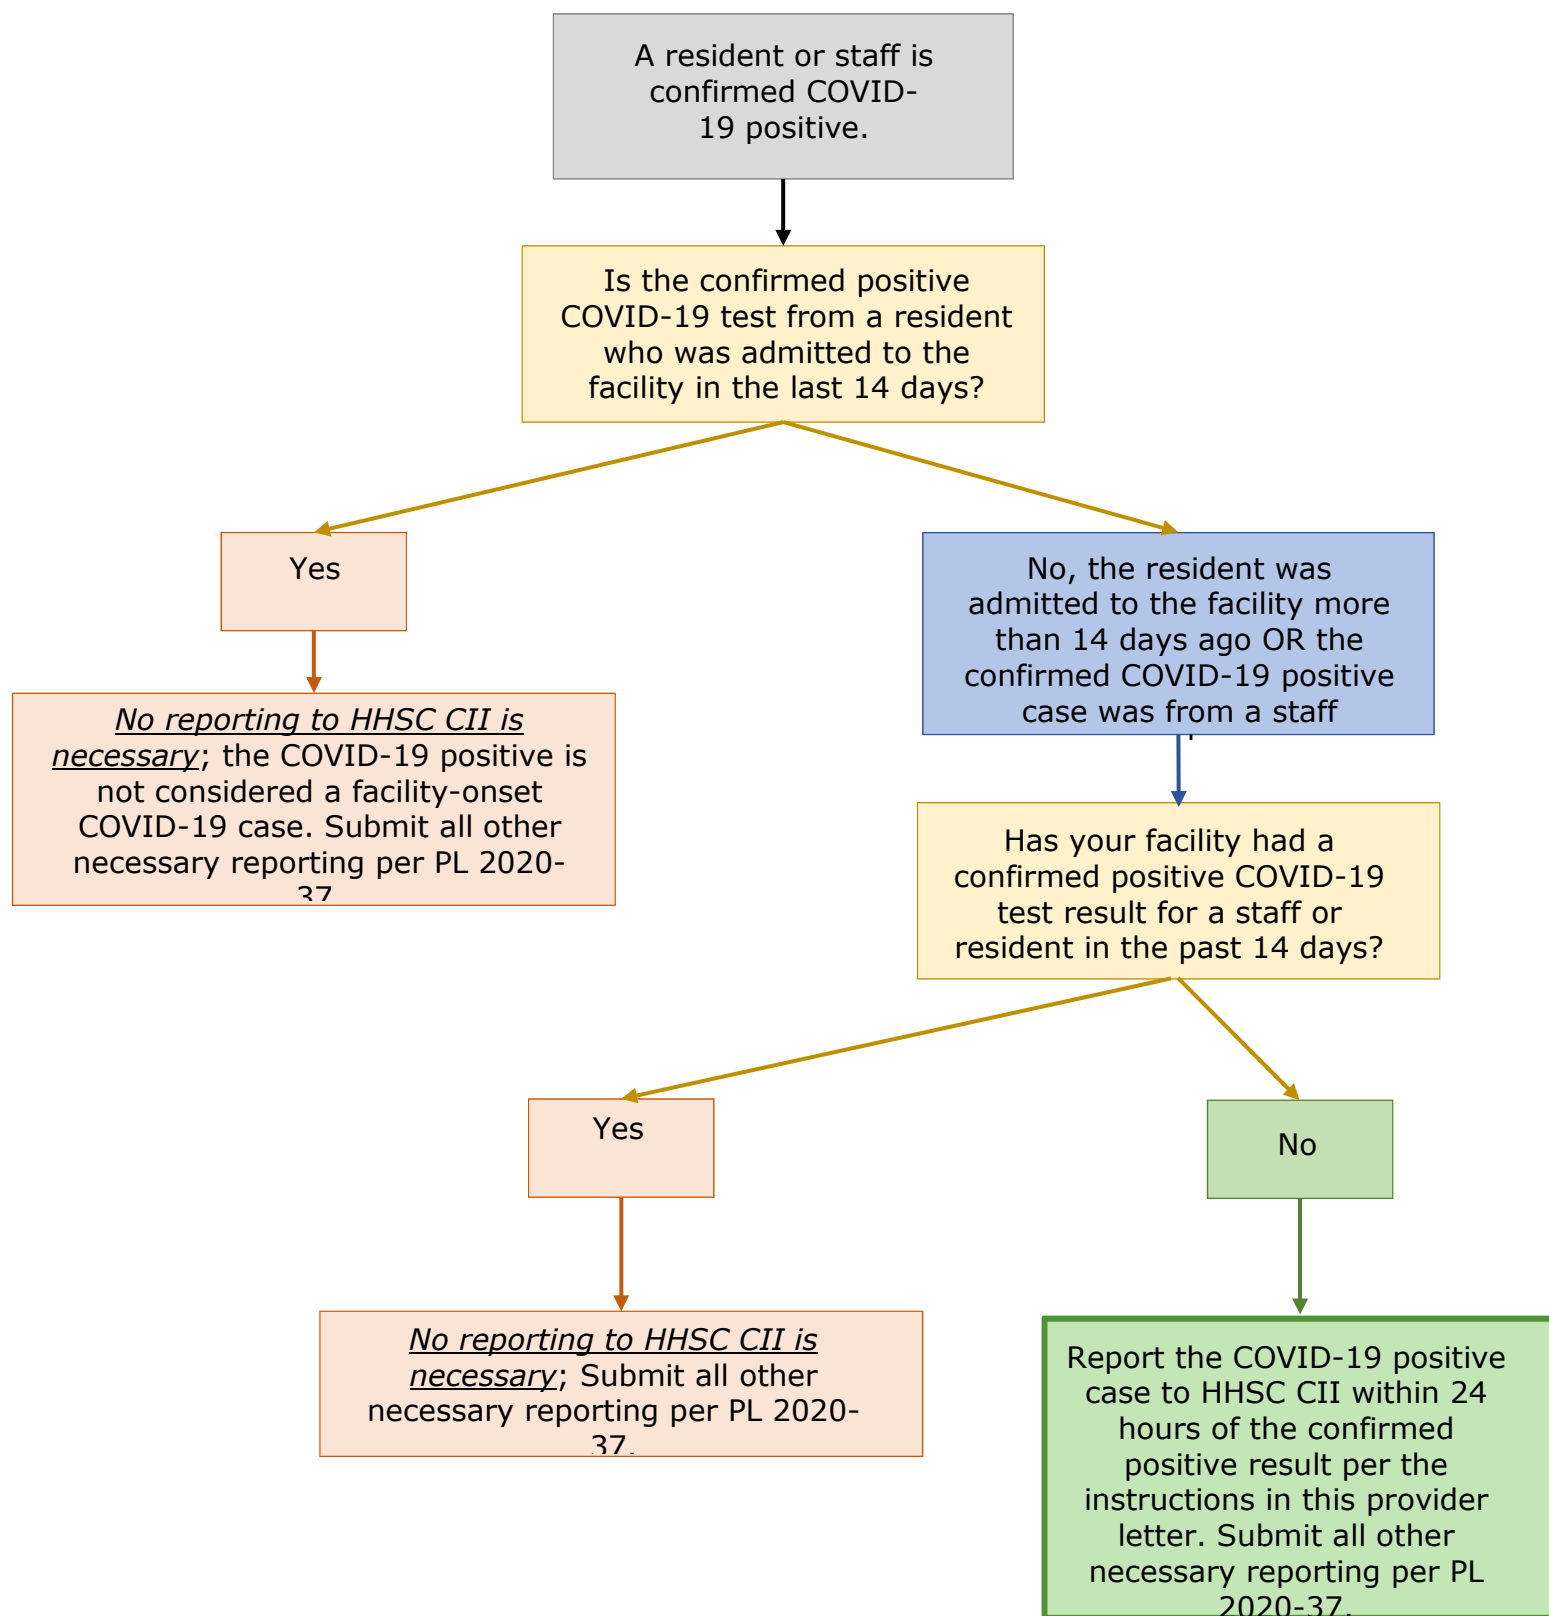 A resident or staff is
confirmed COVID-
19 positive.
Is the confirmed positive
COVID-19 test from a resident
who was admitted to the
facility in the last 14 days?
Yes
No, the resident was
admitted to the facility more
than 14 days ago OR the
confirmed COVID-19 positive
case was from a staff
No reporting to HHSC CII is
necessary; the COVID-19 positive is
not considered a facility-onset
COVID-19 case. Submit all other
necessary reporting per PL 2020-
37
Has your facility had a
confirmed positive COVID-19
test result for a staff or
resident in the past 14 days?
Yes
No
No reporting to HHSC CII is
necessary; Submit all other
necessary reporting per PL 2020-
37.
Report the COVID-19 positive
case to HHSC CII within 24
hours of the confirmed
positive result per the
instructions in this provider
letter. Submit all other
necessary reporting per PL
2020-37.